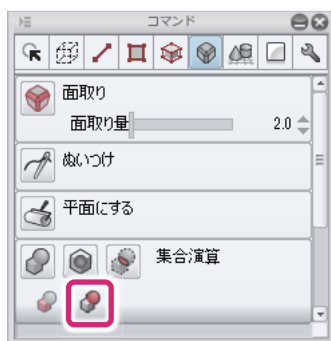 コマンド
面取り
面取り量 2.0
ぬいつけ
平面にする
集合演算